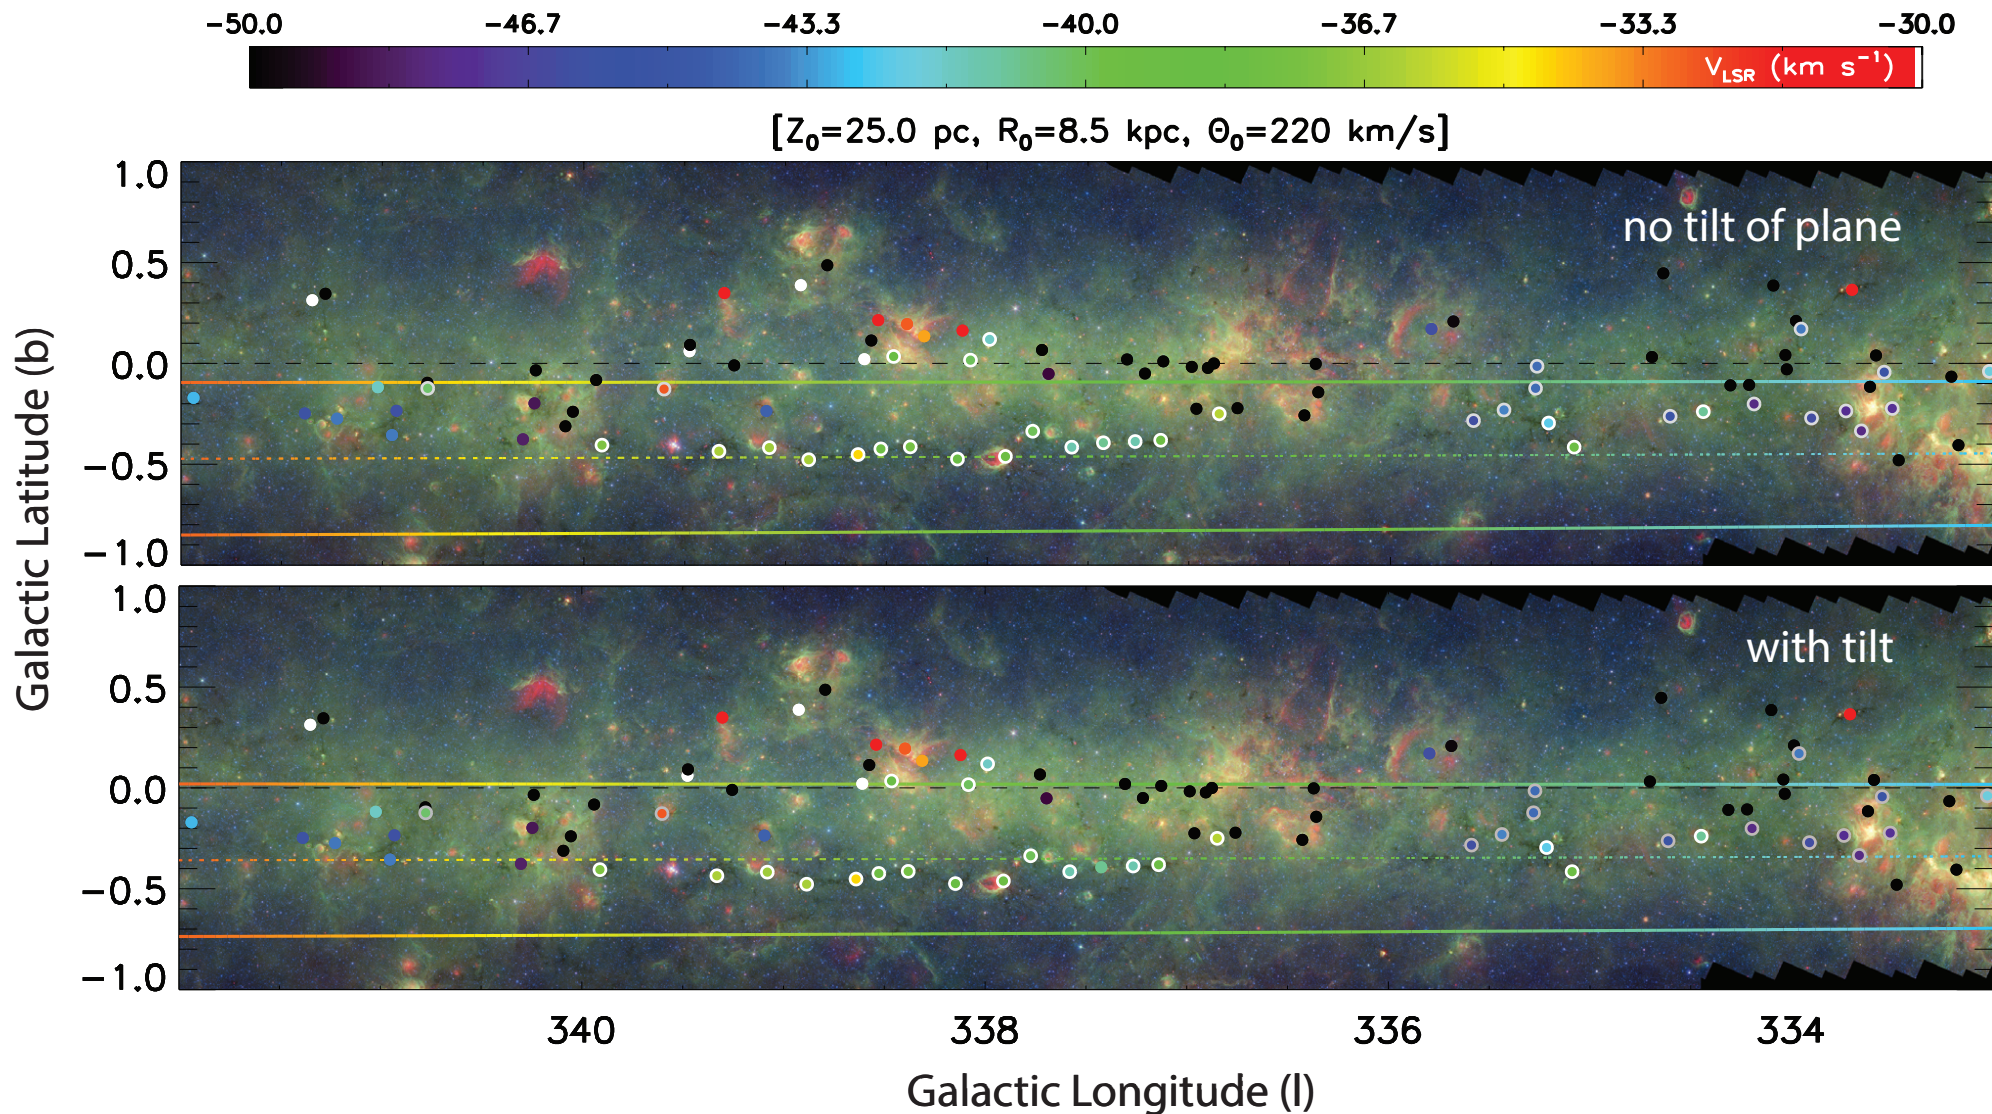 -50.0 -46.7 -43.3 -40.0 -36.7 -33.3 -30.0
V_LSR (km s⁻¹)
[Z₀=25.0 pc, R₀=8.5 kpc, Θ₀=220 km/s]
1.0
no tilt of plane
0.5
0.0
-0.5
-1.0
1.0
with tilt
0.5
0.0
-0.5
-1.0
Galactic Latitude (b)
340 338 336 334
Galactic Longitude (l)